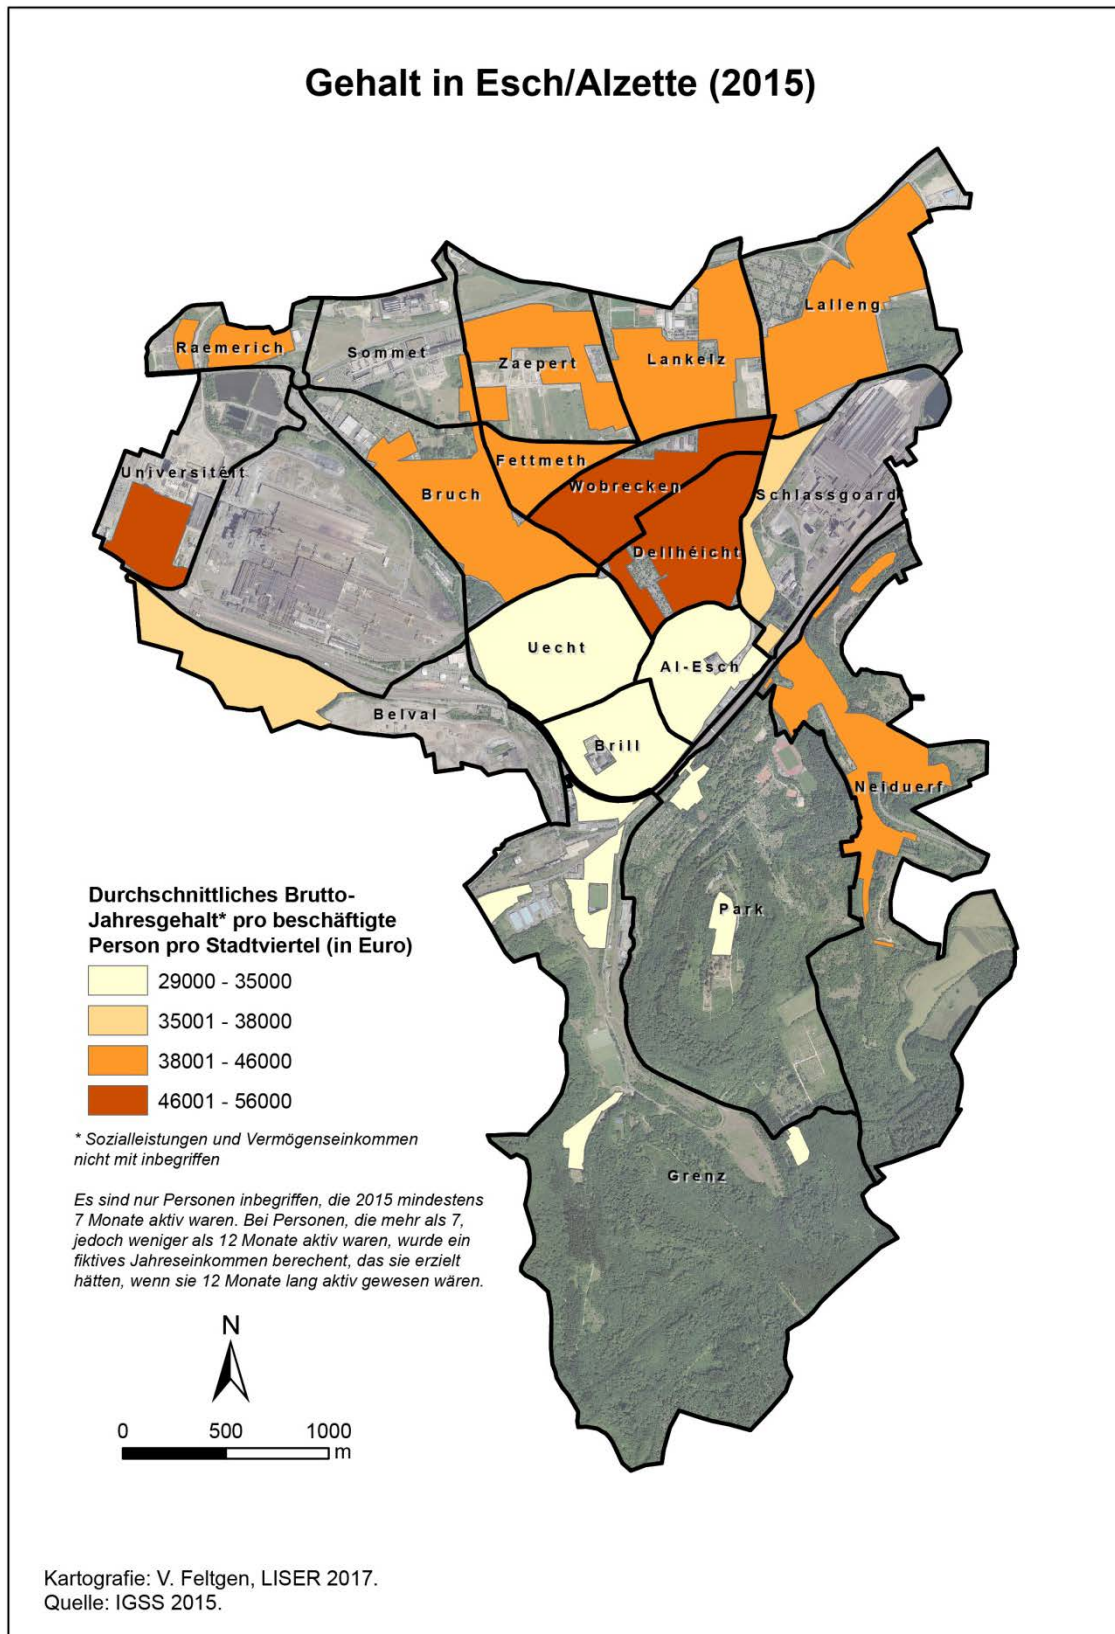 Gehalt in Esch/Alzette (2015)
Lalleng
Raemerich
Sommet
Zaepert
Lankelz
Fettmeth
Universitéit
Bruch
Wobrecken
Schlassgoard
Dellhéicht
Uecht
Al-Esch
Belval
Brill
Neiduerf
Park
Grenz
Durchschnittliches Brutto-
Jahresgehalt* pro beschäftigte
Person pro Stadtviertel (in Euro)
29000 - 35000
35001 - 38000
38001 - 46000
46001 - 56000
* Sozialleistungen und Vermögenseinkommen
nicht mit inbegriffen
Es sind nur Personen inbegriffen, die 2015 mindestens
7 Monate aktiv waren. Bei Personen, die mehr als 7,
jedoch weniger als 12 Monate aktiv waren, wurde ein
fiktives Jahreseinkommen berechent, das sie erzielt
hätten, wenn sie 12 Monate lang aktiv gewesen wären.
N
0 500 1000
m
Kartografie: V. Feltgen, LISER 2017.
Quelle: IGSS 2015.